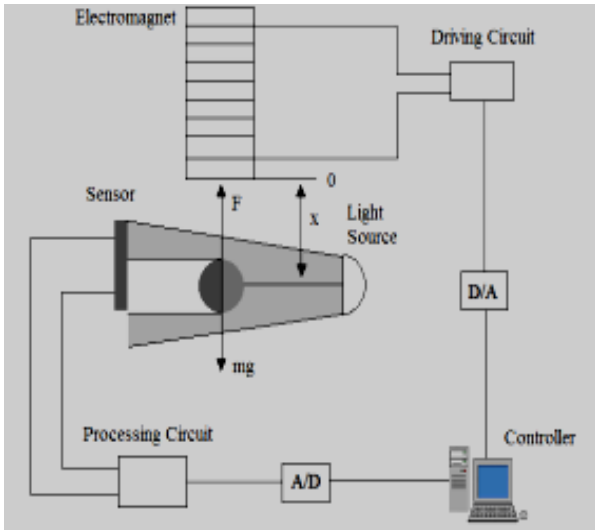 Electromagnet
Driving Circuit
0
Sensor
F
x
Light
Source
D/A
mg
Processing Circuit
Controller
A/D